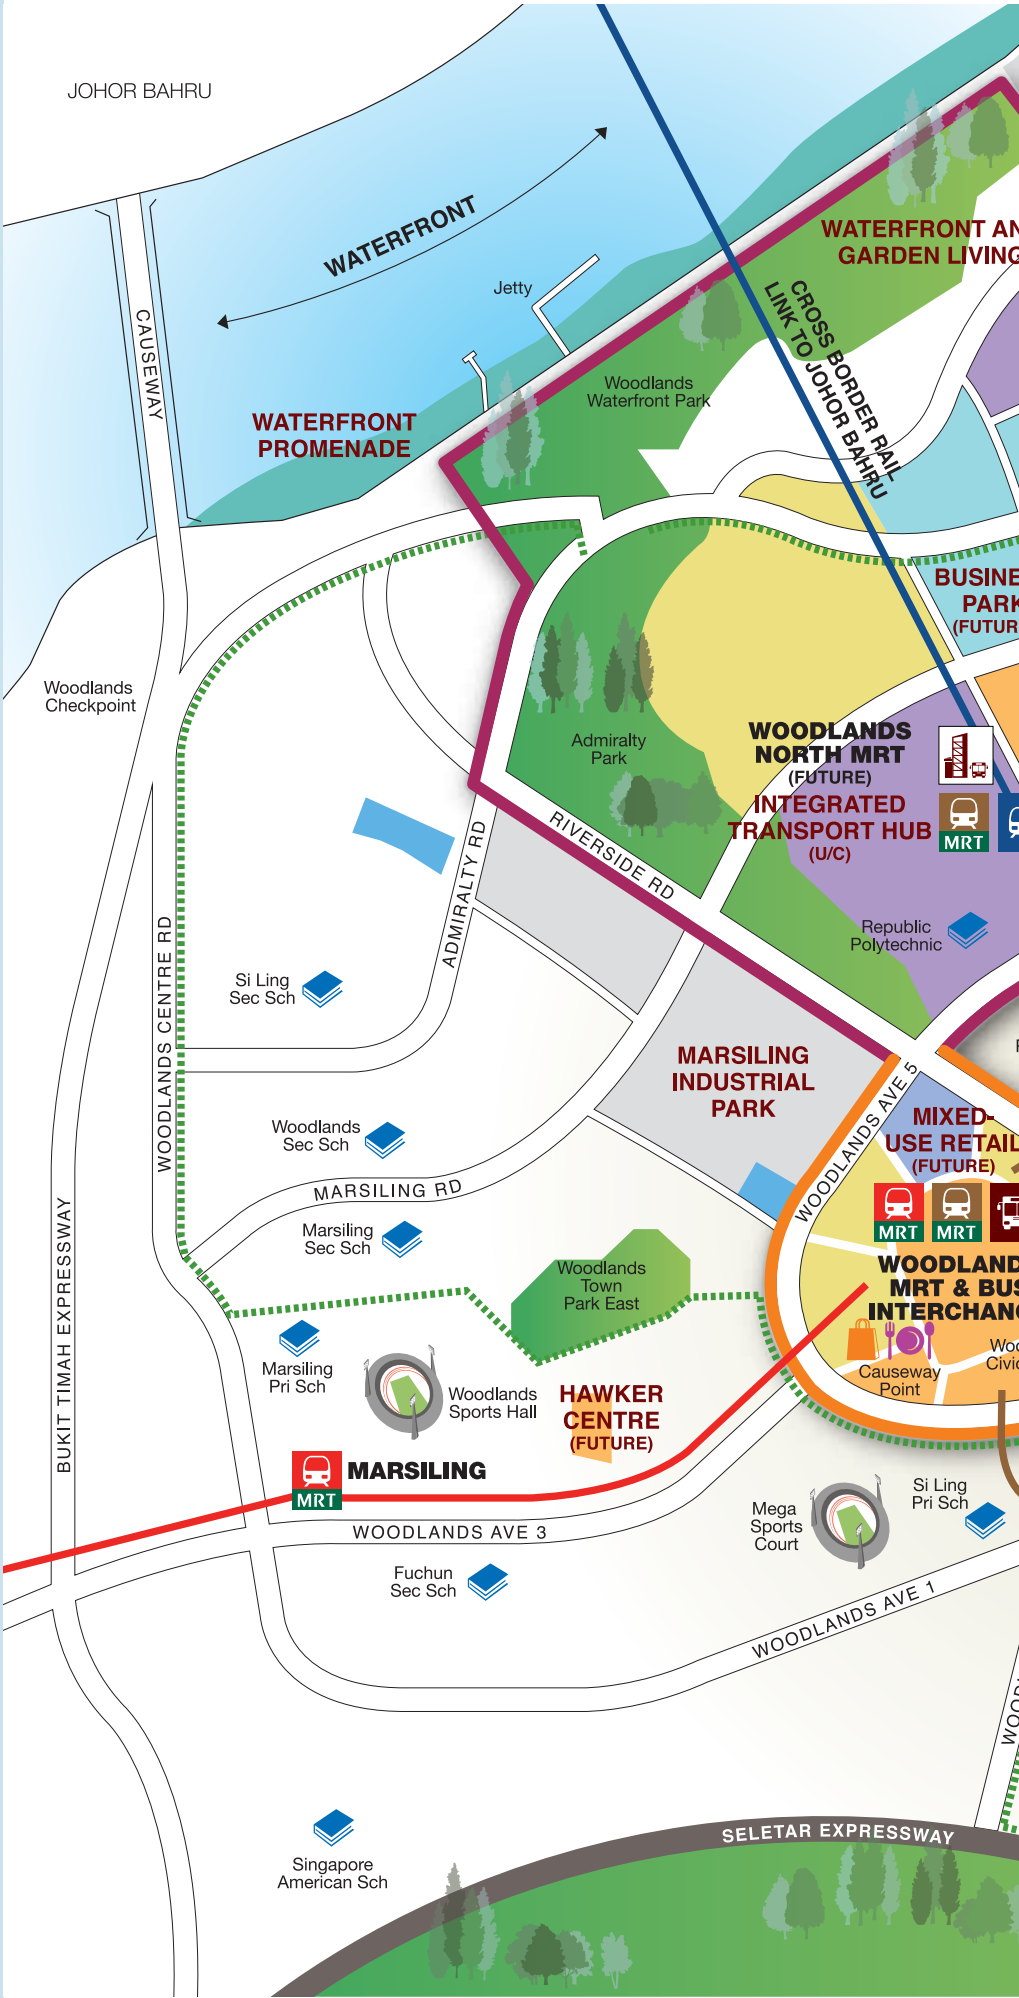 JOHOR BAHRU
WATERFRONT
CAUSEWAY
Jetty
WATERFRONT AN
GARDEN LIVING
CROSS BORDER RAIL
LINK TO JOHOR BAHRU
Woodlands
Waterfront Park
WATERFRONT
PROMENADE
BUSINE
PARK
(FUTUR
Woodlands
Checkpoint
Admiralty
Park
WOODLANDS
NORTH MRT
(FUTURE)
INTEGRATED
TRANSPORT HUB
(U/C)
MRT
RIVERSIDE RD
ADMIRALTY RD
Republic
Polytechnic
WOODLANDS CENTRE RD
Si Ling
Sec Sch
MARSILING
INDUSTRIAL
PARK
WOODLANDS AVE 5
MIXED-
USE RETAIL
(FUTURE)
Woodlands
Sec Sch
MARSILING RD
Marsiling
Sec Sch
MRT
MRT
WOODLAND
MRT & BUS
INTERCHANG
Woodlands
Town
Park East
BUKIT TIMAH EXPRESSWAY
Marsiling
Pri Sch
Woodlands
Sports Hall
HAWKER
CENTRE
(FUTURE)
Causeway
Point
Woo
Civic
MARSILING
MRT
WOODLANDS AVE 3
Mega
Sports
Court
Si Ling
Pri Sch
Fuchun
Sec Sch
WOODLANDS AVE 1
WOODL
SELETAR EXPRESSWAY
Singapore
American Sch